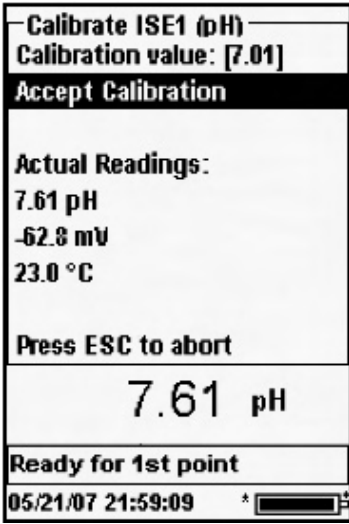 Calibrate ISE1 (pH)
Calibration value: [7.01]
Accept Calibration
Actual Readings:
7.61 pH
-62.8 mV
23.0 °C
Press ESC to abort
7.61 pH
Ready for 1st point
05/21/07 21:59:09 *